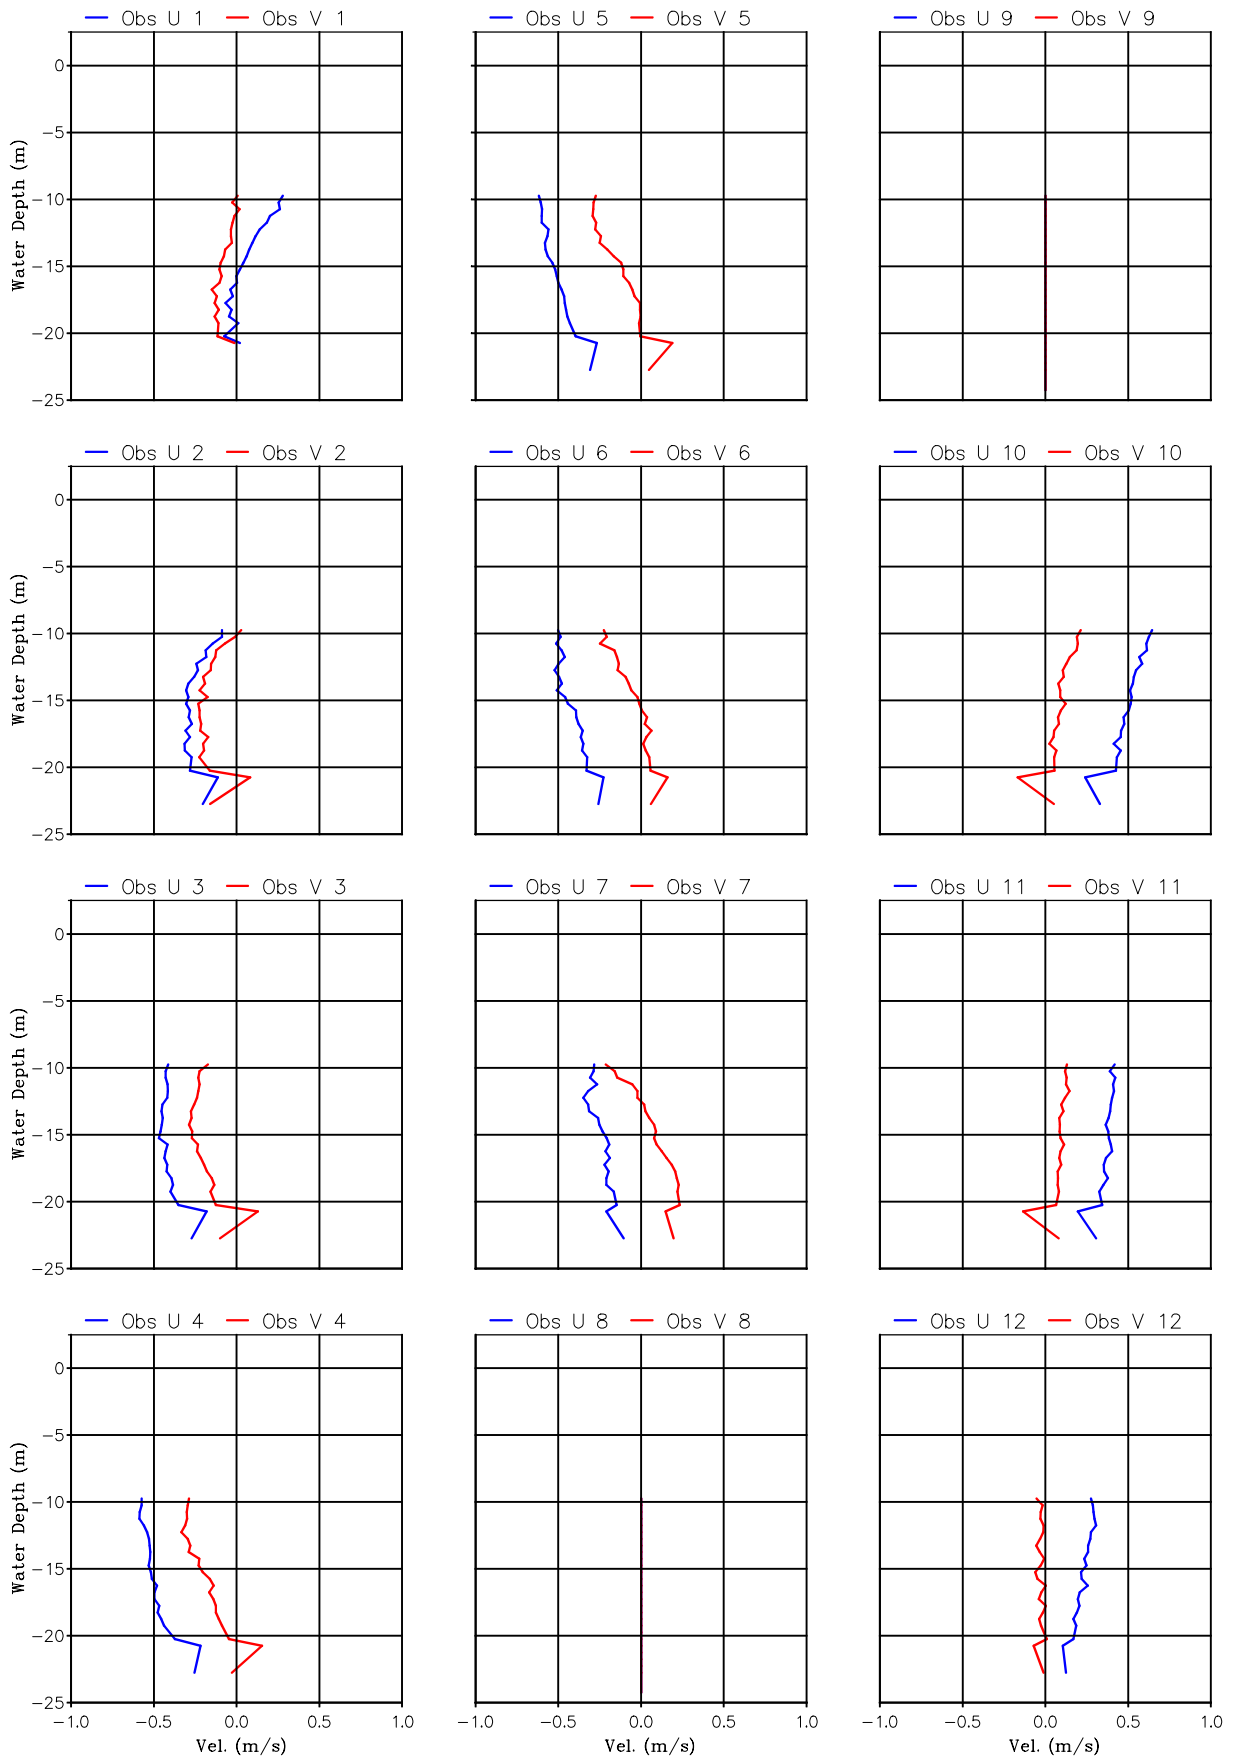 Obs U 1 Obs V 1 Obs U 5 Obs V 5 Obs U 9 Obs V 9
0
−5
−10
−15
−20
−25
Water Depth (m)
Obs U 2 Obs V 2 Obs U 6 Obs V 6 Obs U 10 Obs V 10
0
−5
−10
−15
−20
−25
Water Depth (m)
Obs U 3 Obs V 3 Obs U 7 Obs V 7 Obs U 11 Obs V 11
0
−5
−10
−15
−20
−25
Water Depth (m)
Obs U 4 Obs V 4 Obs U 8 Obs V 8 Obs U 12 Obs V 12
0
−5
−10
−15
−20
−25
Water Depth (m)
−1.0 −0.5 0.0 0.5 1.0 −1.0 −0.5 0.0 0.5 1.0 −1.0 −0.5 0.0 0.5 1.0
Vel. (m/s) Vel. (m/s) Vel. (m/s)